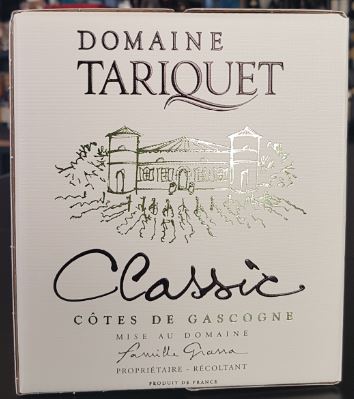 DOMAINE
TARIQUET
Classic
CÔTES DE GASCOGNE
MISE AU DOMAINE
Famille Grassa
PROPRIÉTAIRE - RÉCOLTANT
PRODUIT DE FRANCE